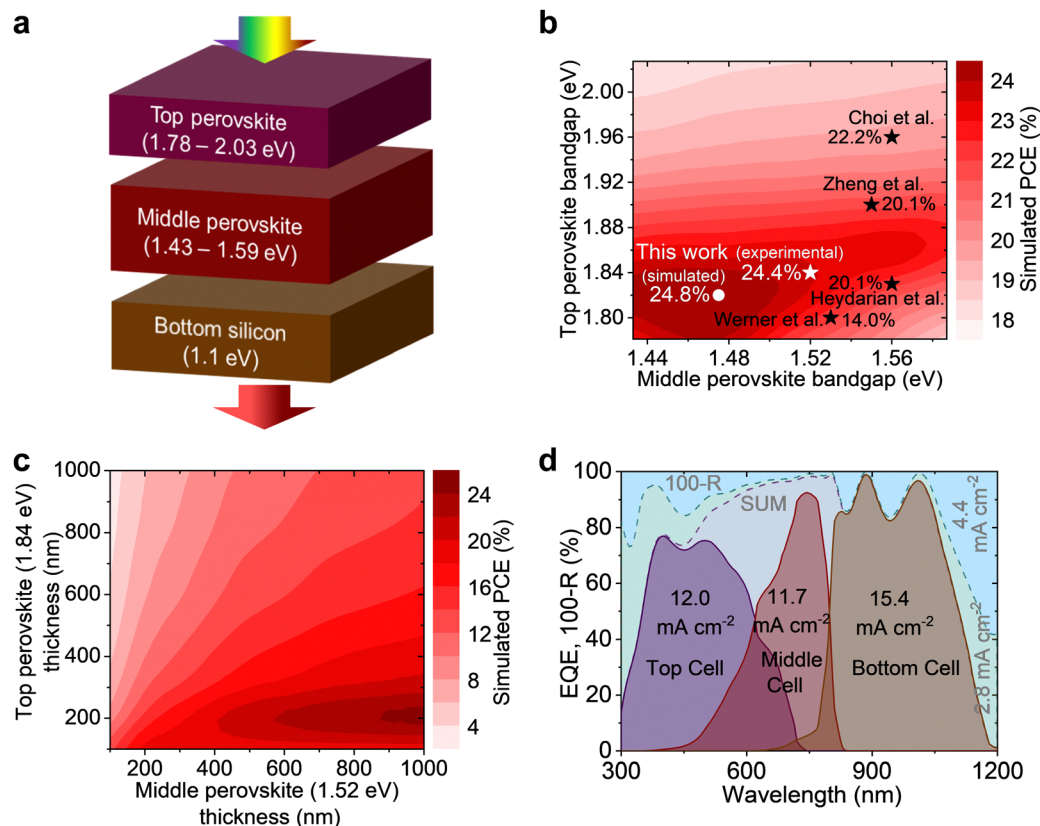 a
Top perovskite
(1.78 – 2.03 eV)
Middle perovskite
(1.43 – 1.59 eV)
Bottom silicon
(1.1 eV)
b
Top perovskite bandgap (eV)
2.00
1.96
1.92
1.88
1.84
1.80
Choi et al.
22.2%
Zheng et al.
20.1%
This work (experimental)
(simulated) 24.4%
24.8%
20.1%
Heydarian et al.
Werner et al. 14.0%
1.44 1.48 1.52 1.56
Middle perovskite bandgap (eV)
24
23
22
21
20
19
18
Simulated PCE (%)
c
Top perovskite (1.84 eV)
thickness (nm)
1000
800
600
400
200
200 400 600 800 1000
Middle perovskite (1.52 eV)
thickness (nm)
24
20
16
12
8
4
Simulated PCE (%)
d
EQE, 100-R (%)
100
80
60
40
20
0
100-R
SUM
4.4
mA cm⁻²
2.8 mA cm⁻²
12.0
mA cm⁻²
Top Cell
11.7
mA cm⁻²
Middle
Cell
15.4
mA cm⁻²
Bottom Cell
300 600 900 1200
Wavelength (nm)